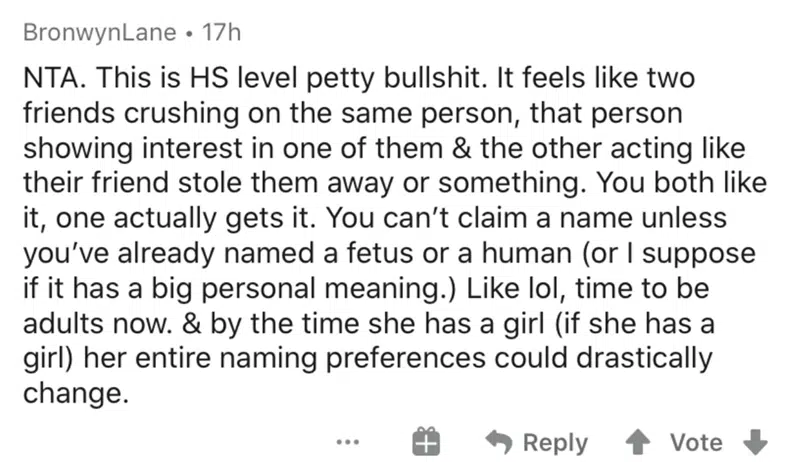 BronwynLane • 17h
NTA. This is HS level petty bullshit. It feels like two
friends crushing on the same person, that person
showing interest in one of them & the other acting like
their friend stole them away or something. You both like
it, one actually gets it. You can’t claim a name unless
you’ve already named a fetus or a human (or I suppose
if it has a big personal meaning.) Like lol, time to be
adults now. & by the time she has a girl (if she has a
girl) her entire naming preferences could drastically
change.
... Reply Vote